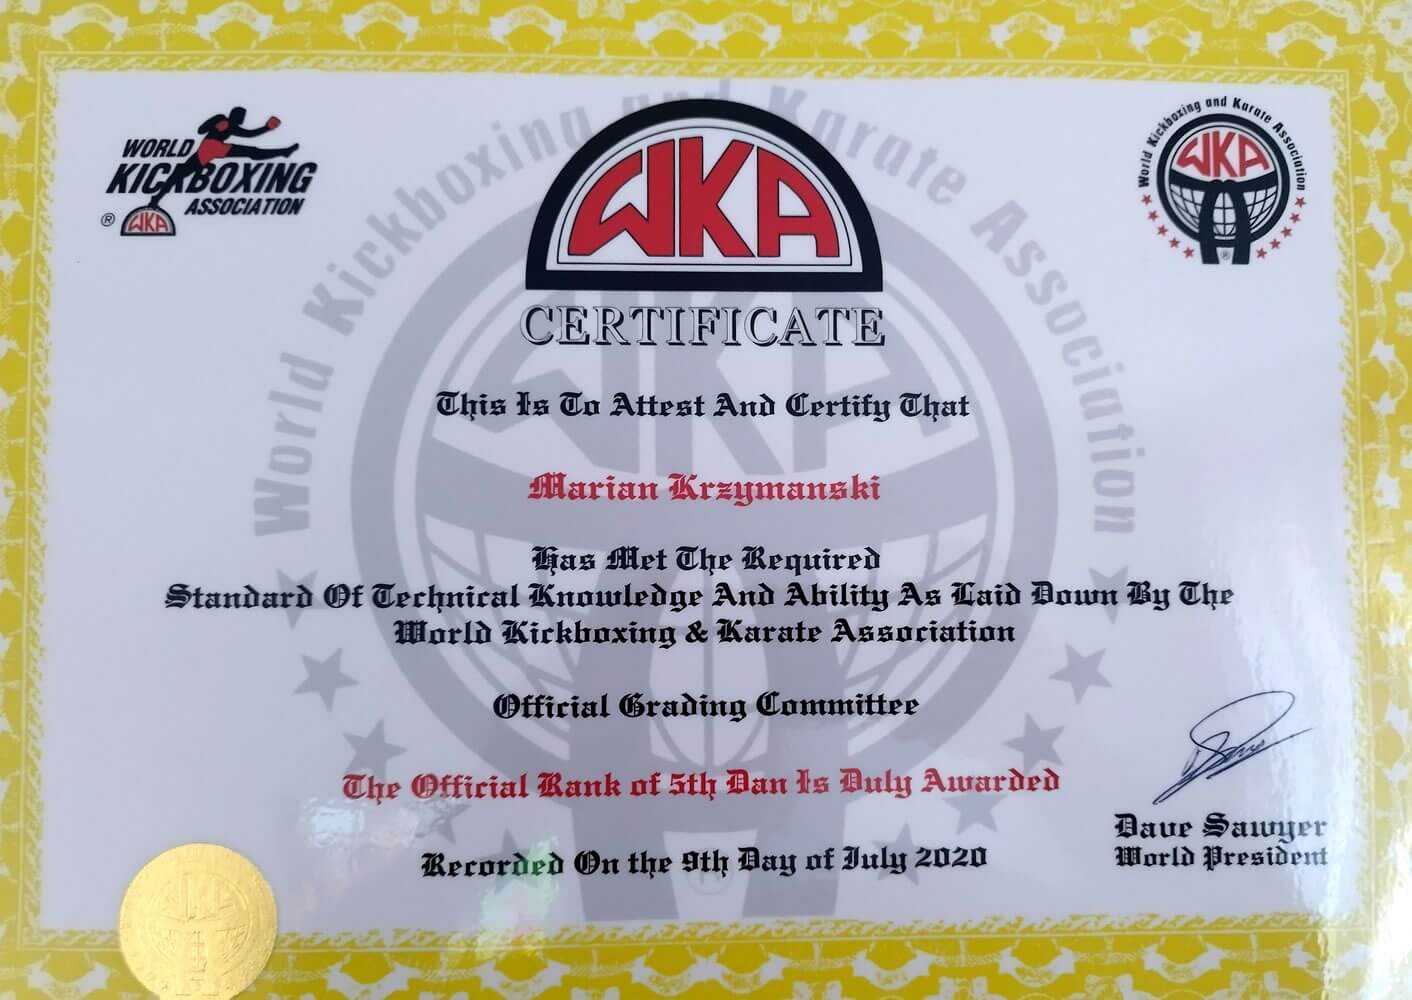 WORLD
KICKBOXING
ASSOCIATION
® WKA
WKA
World Kickboxing and Karate Association
WKA
®
World Kickboxing and Karate Association
WKA
CERTIFICATE
This Is To Attest And Certify That
Marian Krzymanski
Has Met The Required
Standard Of Technical Knowledge And Ability As Laid Down By The
World Kickboxing & Karate Association
Official Grading Committee
The Official Rank of 5th Dan Is Duly Awarded
Recorded On the 9th Day of July 2020
®
Dave Sawyer
World President
WKA